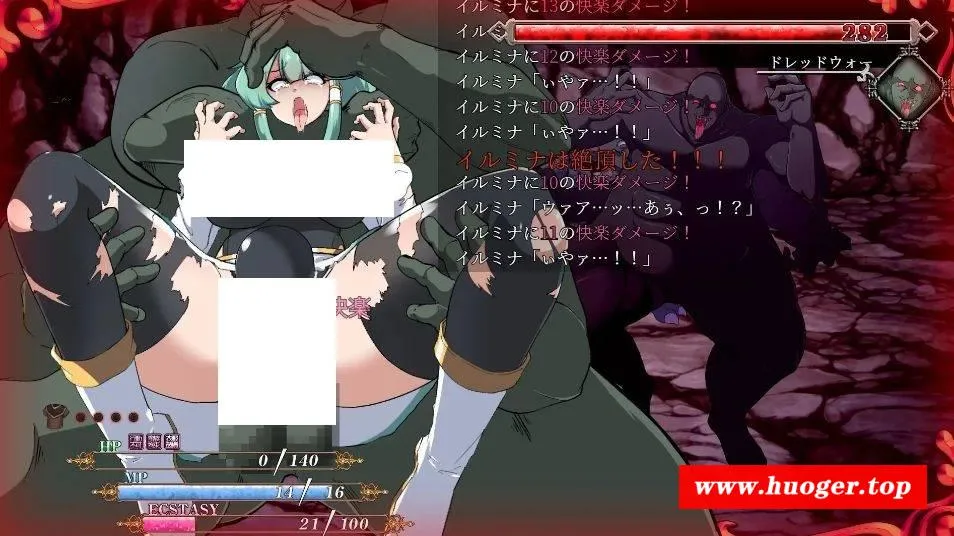 イルミナに13の快楽ダメージ！
イルミ
282
イルミナに12の快楽ダメージ！
ドレッドウォー
イルミナ「ぃやァ…！！」
イルミナに10の快楽ダメージ！
イルミナ「ぃやァ…！！」
イルミナは絶頂した！！！
イルミナに10の快楽ダメージ！
イルミナ「ウァア…ッ…あぅ、っ！？」
イルミナに11の快楽ダメージ！
イルミナ「ぃやァ…！！」
快楽
HP
0/140
MP
14/16
ECSTASY
21/100
www.huoger.top